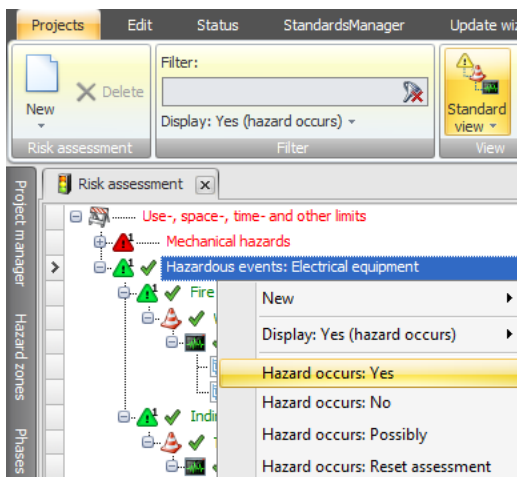 Projects Edit Status StandardsManager Update wiz
Filter:
New
Delete
Display: Yes (hazard occurs)
Standard
view
Risk assessment Filter View
Project manager
Hazard zones
Phases
Risk assessment
Use-, space-, time- and other limits
Mechanical hazards
Hazardous events: Electrical equipment
Fire
Indi
New
Display: Yes (hazard occurs)
Hazard occurs: Yes
Hazard occurs: No
Hazard occurs: Possibly
Hazard occurs: Reset assessment